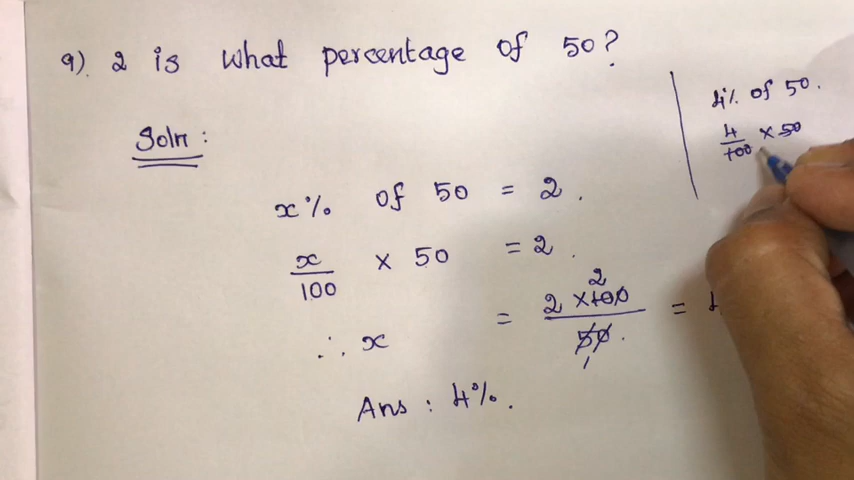 9) 2 is what percentage of 50?
Soln :
x% of 50 = 2.
x/100 × 50 = 2.
∴ x = 2 × 100 / 50 = 4
2
1
Ans : 4%.
4% of 50.
4/100 × 50